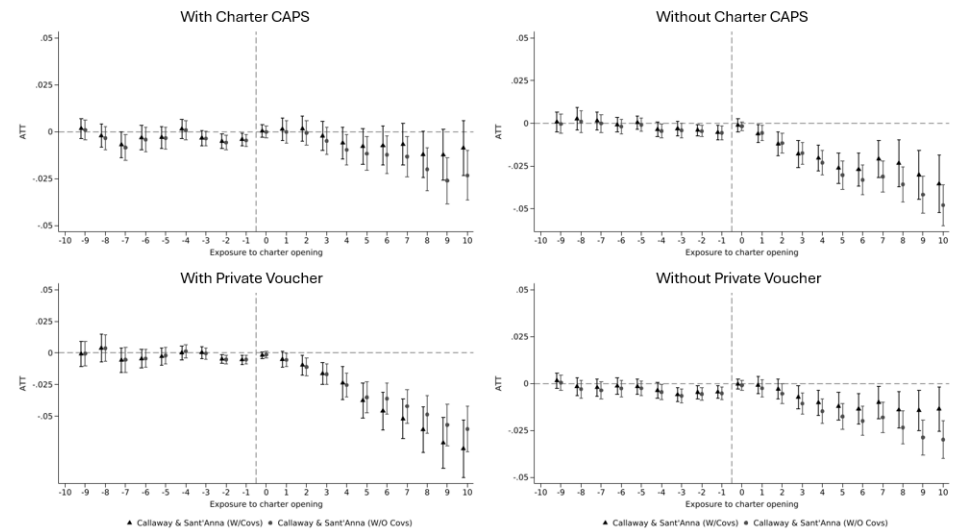 With Charter CAPS
.05
.025
0
-.025
-.05
ATT
-10 -9 -8 -7 -6 -5 -4 -3 -2 -1 0 1 2 3 4 5 6 7 8 9 10
Exposure to charter opening
Without Charter CAPS
.05
.025
0
-.025
-.05
ATT
-10 -9 -8 -7 -6 -5 -4 -3 -2 -1 0 1 2 3 4 5 6 7 8 9 10
Exposure to charter opening
With Private Voucher
.05
.025
0
-.025
-.05
ATT
-10 -9 -8 -7 -6 -5 -4 -3 -2 -1 0 1 2 3 4 5 6 7 8 9 10
Exposure to charter opening
Without Private Voucher
.05
.025
0
-.025
-.05
ATT
-10 -9 -8 -7 -6 -5 -4 -3 -2 -1 0 1 2 3 4 5 6 7 8 9 10
Exposure to charter opening
Callaway & Sant'Anna (W/Covs) Callaway & Sant'Anna (W/O Covs)
Callaway & Sant'Anna (W/Covs) Callaway & Sant'Anna (W/O Covs)